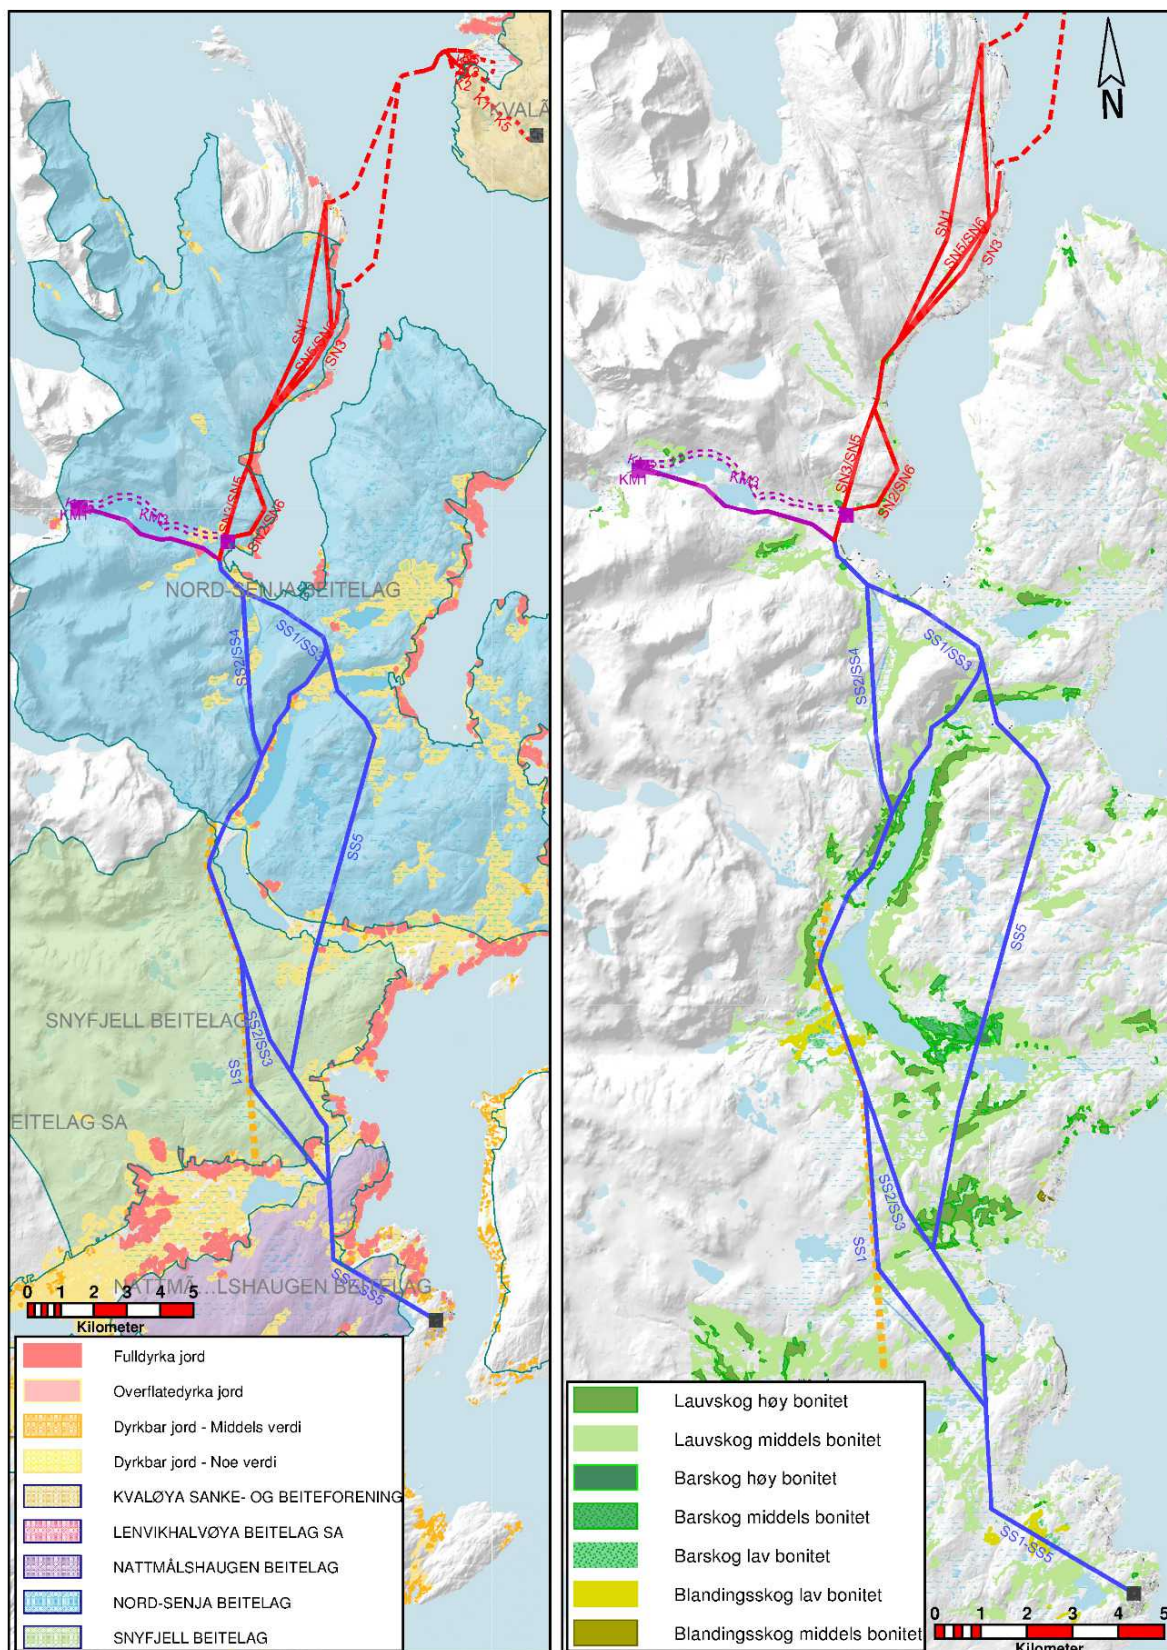 K2
K1
K5
KVALÃ
SN1
SN5/SN6
SN3
SN3/SN5
SN2/SN6
KM1
KM3
NORD-SENJA BEITELAG
SS2/SS4
SS1/SS3
SS5
SNYFJELL BEITELAG
SS2/SS3
SS1
EITELAG SA
NATTMÃ...LSHAUGEN BEITELAG
0 1 2 3 4 5
Kilometer
Fulldyrka jord
Overflatedyrka jord
Dyrkbar jord - Middels verdi
Dyrkbar jord - Noe verdi
KVALØYA SANKE- OG BEITEFORENING
LENVIKHALVØYA BEITELAG SA
NATTMÅLSHAUGEN BEITELAG
NORD-SENJA BEITELAG
SNYFJELL BEITELAG
N
SN1
SN5/SN6
SN3
SN3/SN5
SN2/SN6
KM1
KM3
SS1/SS3
SS2/SS4
SS5
SS2/SS3
SS1
SS1-SS5
Lauvskog høy bonitet
Lauvskog middels bonitet
Barskog høy bonitet
Barskog middels bonitet
Barskog lav bonitet
Blandingsskog lav bonitet
Blandingsskog middels bonitet
0 1 2 3 4 5
Kilometer